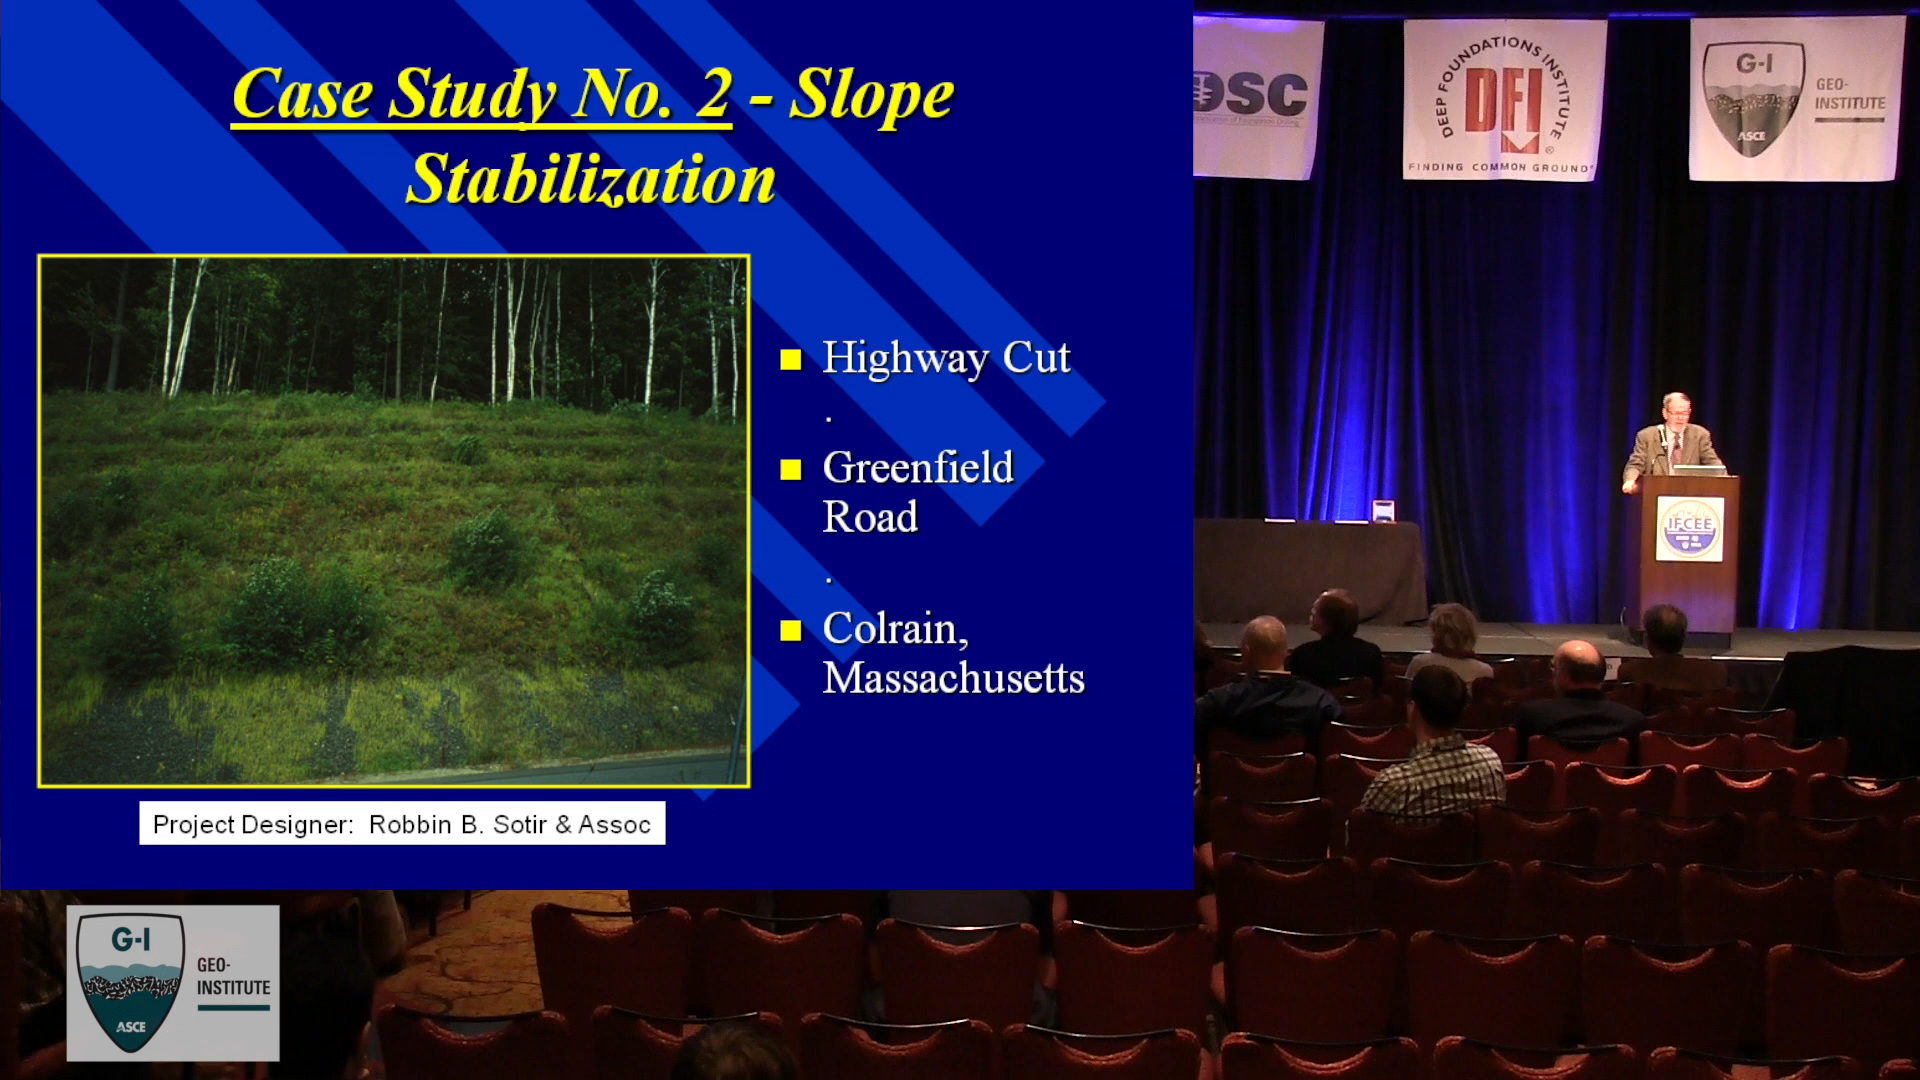 Case Study No. 2 - Slope
Stabilization
Highway Cut
.
Greenfield
Road
.
Colrain,
Massachusetts
Project Designer: Robbin B. Sotir & Assoc
DSC
DEEP FOUNDATIONS INSTITUTE
DFI
®
FINDING COMMON GROUND®
G-I
ASCE
GEO-
INSTITUTE
IFCEE
G-I
ASCE
GEO-
INSTITUTE